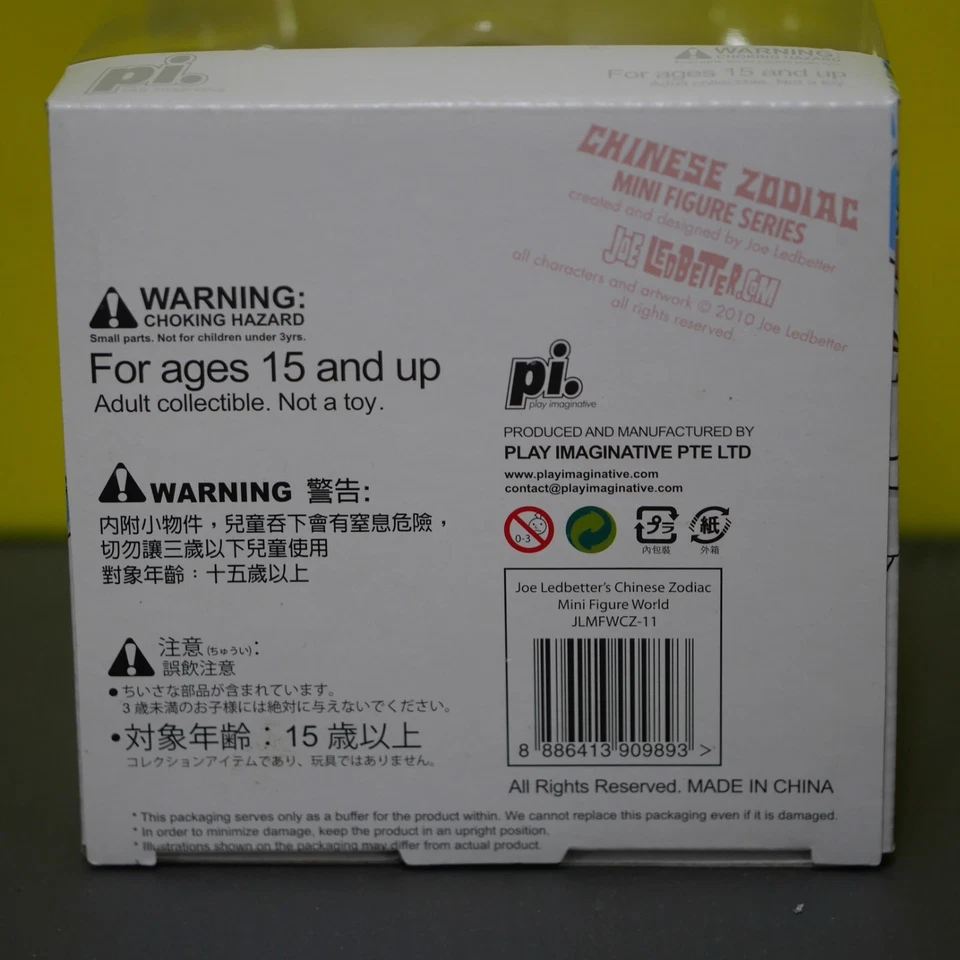 pi.
WARNING
CHOKING HAZARD
For ages 15 and up
Adult collectible. Not a toy.
CHINESE ZODIAC
MINI FIGURE SERIES
created and designed by Joe Ledbetter
JOE LEDBETTER.COM
all characters and artwork © 2010 Joe Ledbetter
all rights reserved.
WARNING:
CHOKING HAZARD
Small parts. Not for children under 3yrs.
For ages 15 and up
Adult collectible. Not a toy.
WARNING 警告:
內附小物件，兒童吞下會有窒息危險，
切勿讓三歲以下兒童使用
對象年齡：十五歲以上
注意(ちゅうい):
誤飲注意
●ちいさな部品が含まれています。
3歳未満のお子様には絶対に与えないでください。
・対象年齢：15歳以上
コレクションアイテムであり、玩具ではありません。
pi.
play imaginative
PRODUCED AND MANUFACTURED BY
PLAY IMAGINATIVE PTE LTD
www.playimaginative.com
contact@playimaginative.com
0-3
プラ
紙
內包裝
外箱
Joe Ledbetter's Chinese Zodiac
Mini Figure World
JLMFWCZ-11
8 886413 909893 >
All Rights Reserved. MADE IN CHINA
* This packaging serves only as a buffer for the product within. We cannot replace this packaging even if it is damaged.
* In order to minimize damage, keep the product in an upright position.
* Illustrations shown on the packaging may differ from actual product.